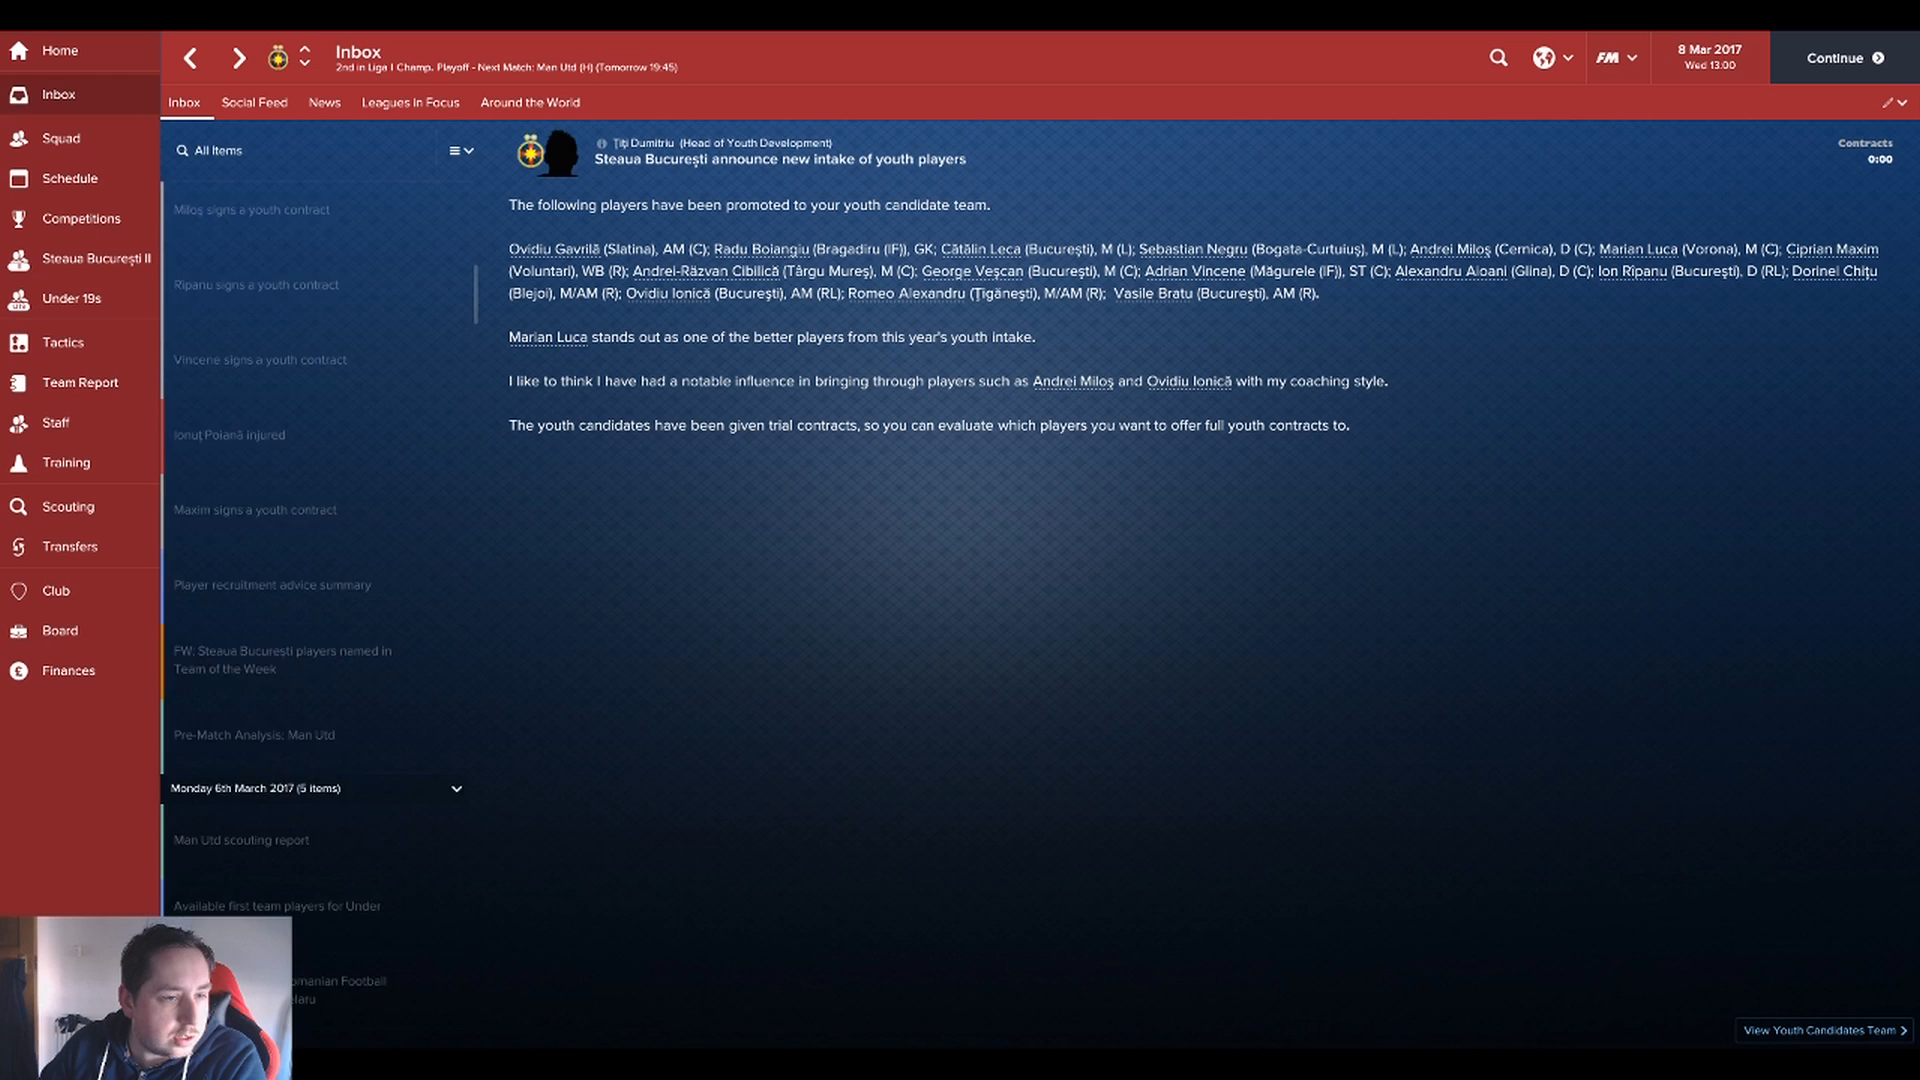 Home
Inbox
Squad
Schedule
Competitions
Steaua București II
Under 19s
Tactics
Team Report
Staff
Training
Scouting
Transfers
Club
Board
Finances
Inbox
2nd in Liga I Champ. Playoff - Next Match: Man Utd (H) (Tomorrow 19:45)
FM
8 Mar 2017
Wed 13:00
Continue
Inbox
Social Feed
News
Leagues In Focus
Around the World
All Items
Miloș signs a youth contract
Rîpanu signs a youth contract
Vincene signs a youth contract
Ionuț Poiană injured
Maxim signs a youth contract
Player recruitment advice summary
FW: Steaua București players named in
Team of the Week
Pre-Match Analysis: Man Utd
Monday 6th March 2017 (5 items)
Man Utd scouting report
Available first team players for Under
omanian Football
elaru
Țiți Dumitriu (Head of Youth Development)
Steaua București announce new intake of youth players
Contracts
0:00
The following players have been promoted to your youth candidate team.
Ovidiu Gavrilă (Slatina), AM (C); Radu Boiangiu (Bragadiru (IF)), GK; Cătălin Leca (București), M (L); Sebastian Negru (Bogata-Curtuiuș), M (L); Andrei Miloș (Cernica), D (C); Marian Luca (Vorona), M (C); Ciprian Maxim
(Voluntari), WB (R); Andrei-Răzvan Cibilică (Târgu Mureș), M (C); George Veșcan (București), M (C); Adrian Vincene (Măgurele (IF)), ST (C); Alexandru Aioani (Glina), D (C); Ion Rîpanu (București), D (RL); Dorinel Chițu
(Blejoi), M/AM (R); Ovidiu Ionică (București), AM (RL); Romeo Alexandru (Țigănești), M/AM (R); Vasile Bratu (București), AM (R).
Marian Luca stands out as one of the better players from this year's youth intake.
I like to think I have had a notable influence in bringing through players such as Andrei Miloș and Ovidiu Ionică with my coaching style.
The youth candidates have been given trial contracts, so you can evaluate which players you want to offer full youth contracts to.
View Youth Candidates Team